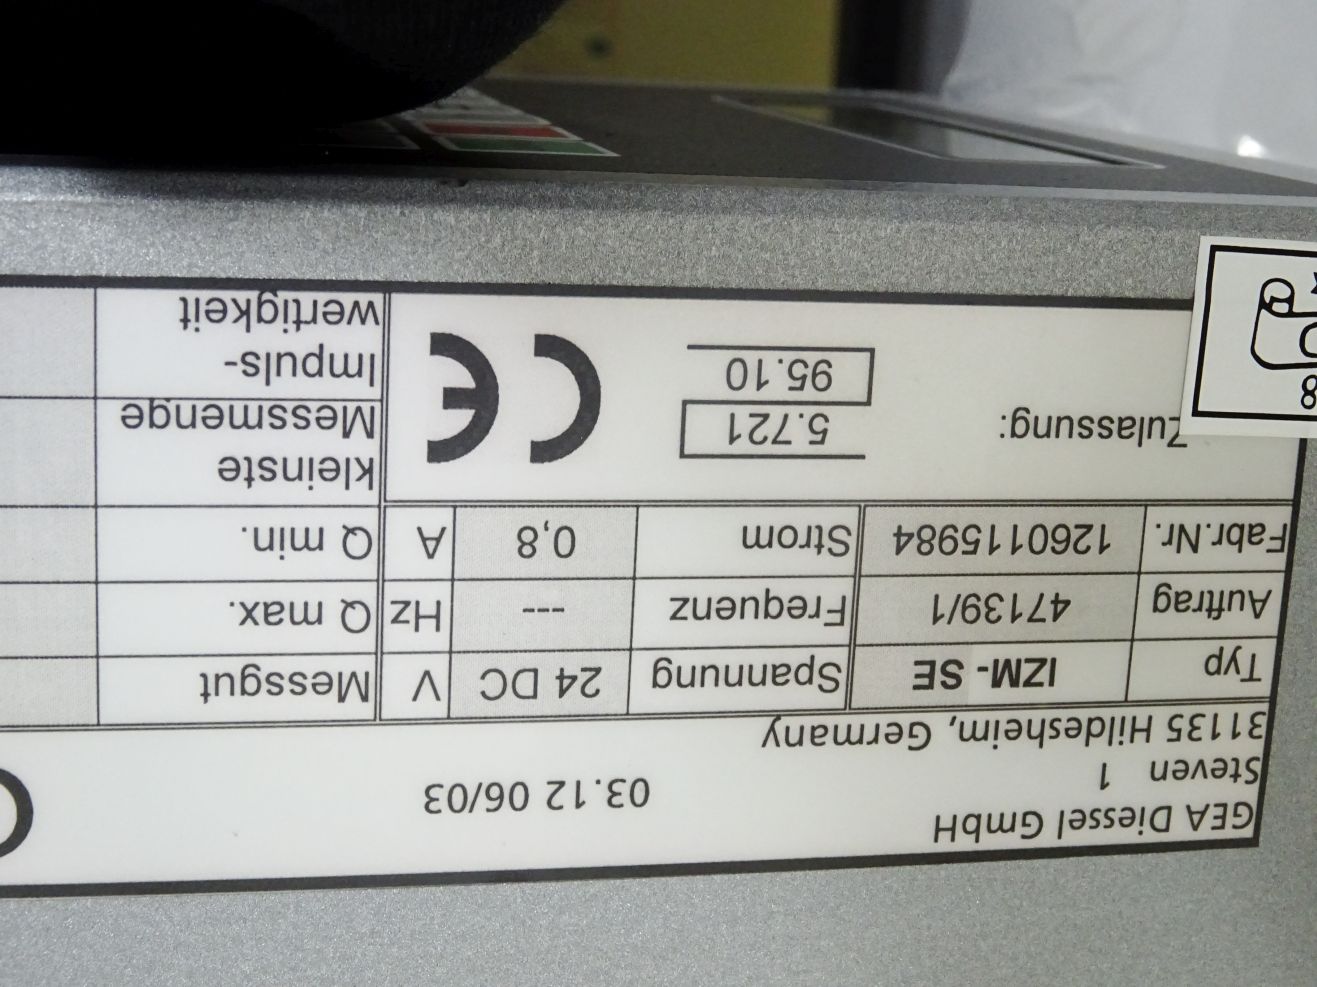 GEA Diessel GmbH
Steven 1
31135 Hildesheim, Germany
03.12 06/03
Typ IZM- SE Spannung 24 DC V Messgut
Auftrag 47139/1 Frequenz --- Hz Q max.
Fabr.Nr. 1260115984 Strom 0,8 A Q min.
Zulassung:
5.721
95.10
CE
kleinste
Messmenge
Impuls-
wertigkeit
8